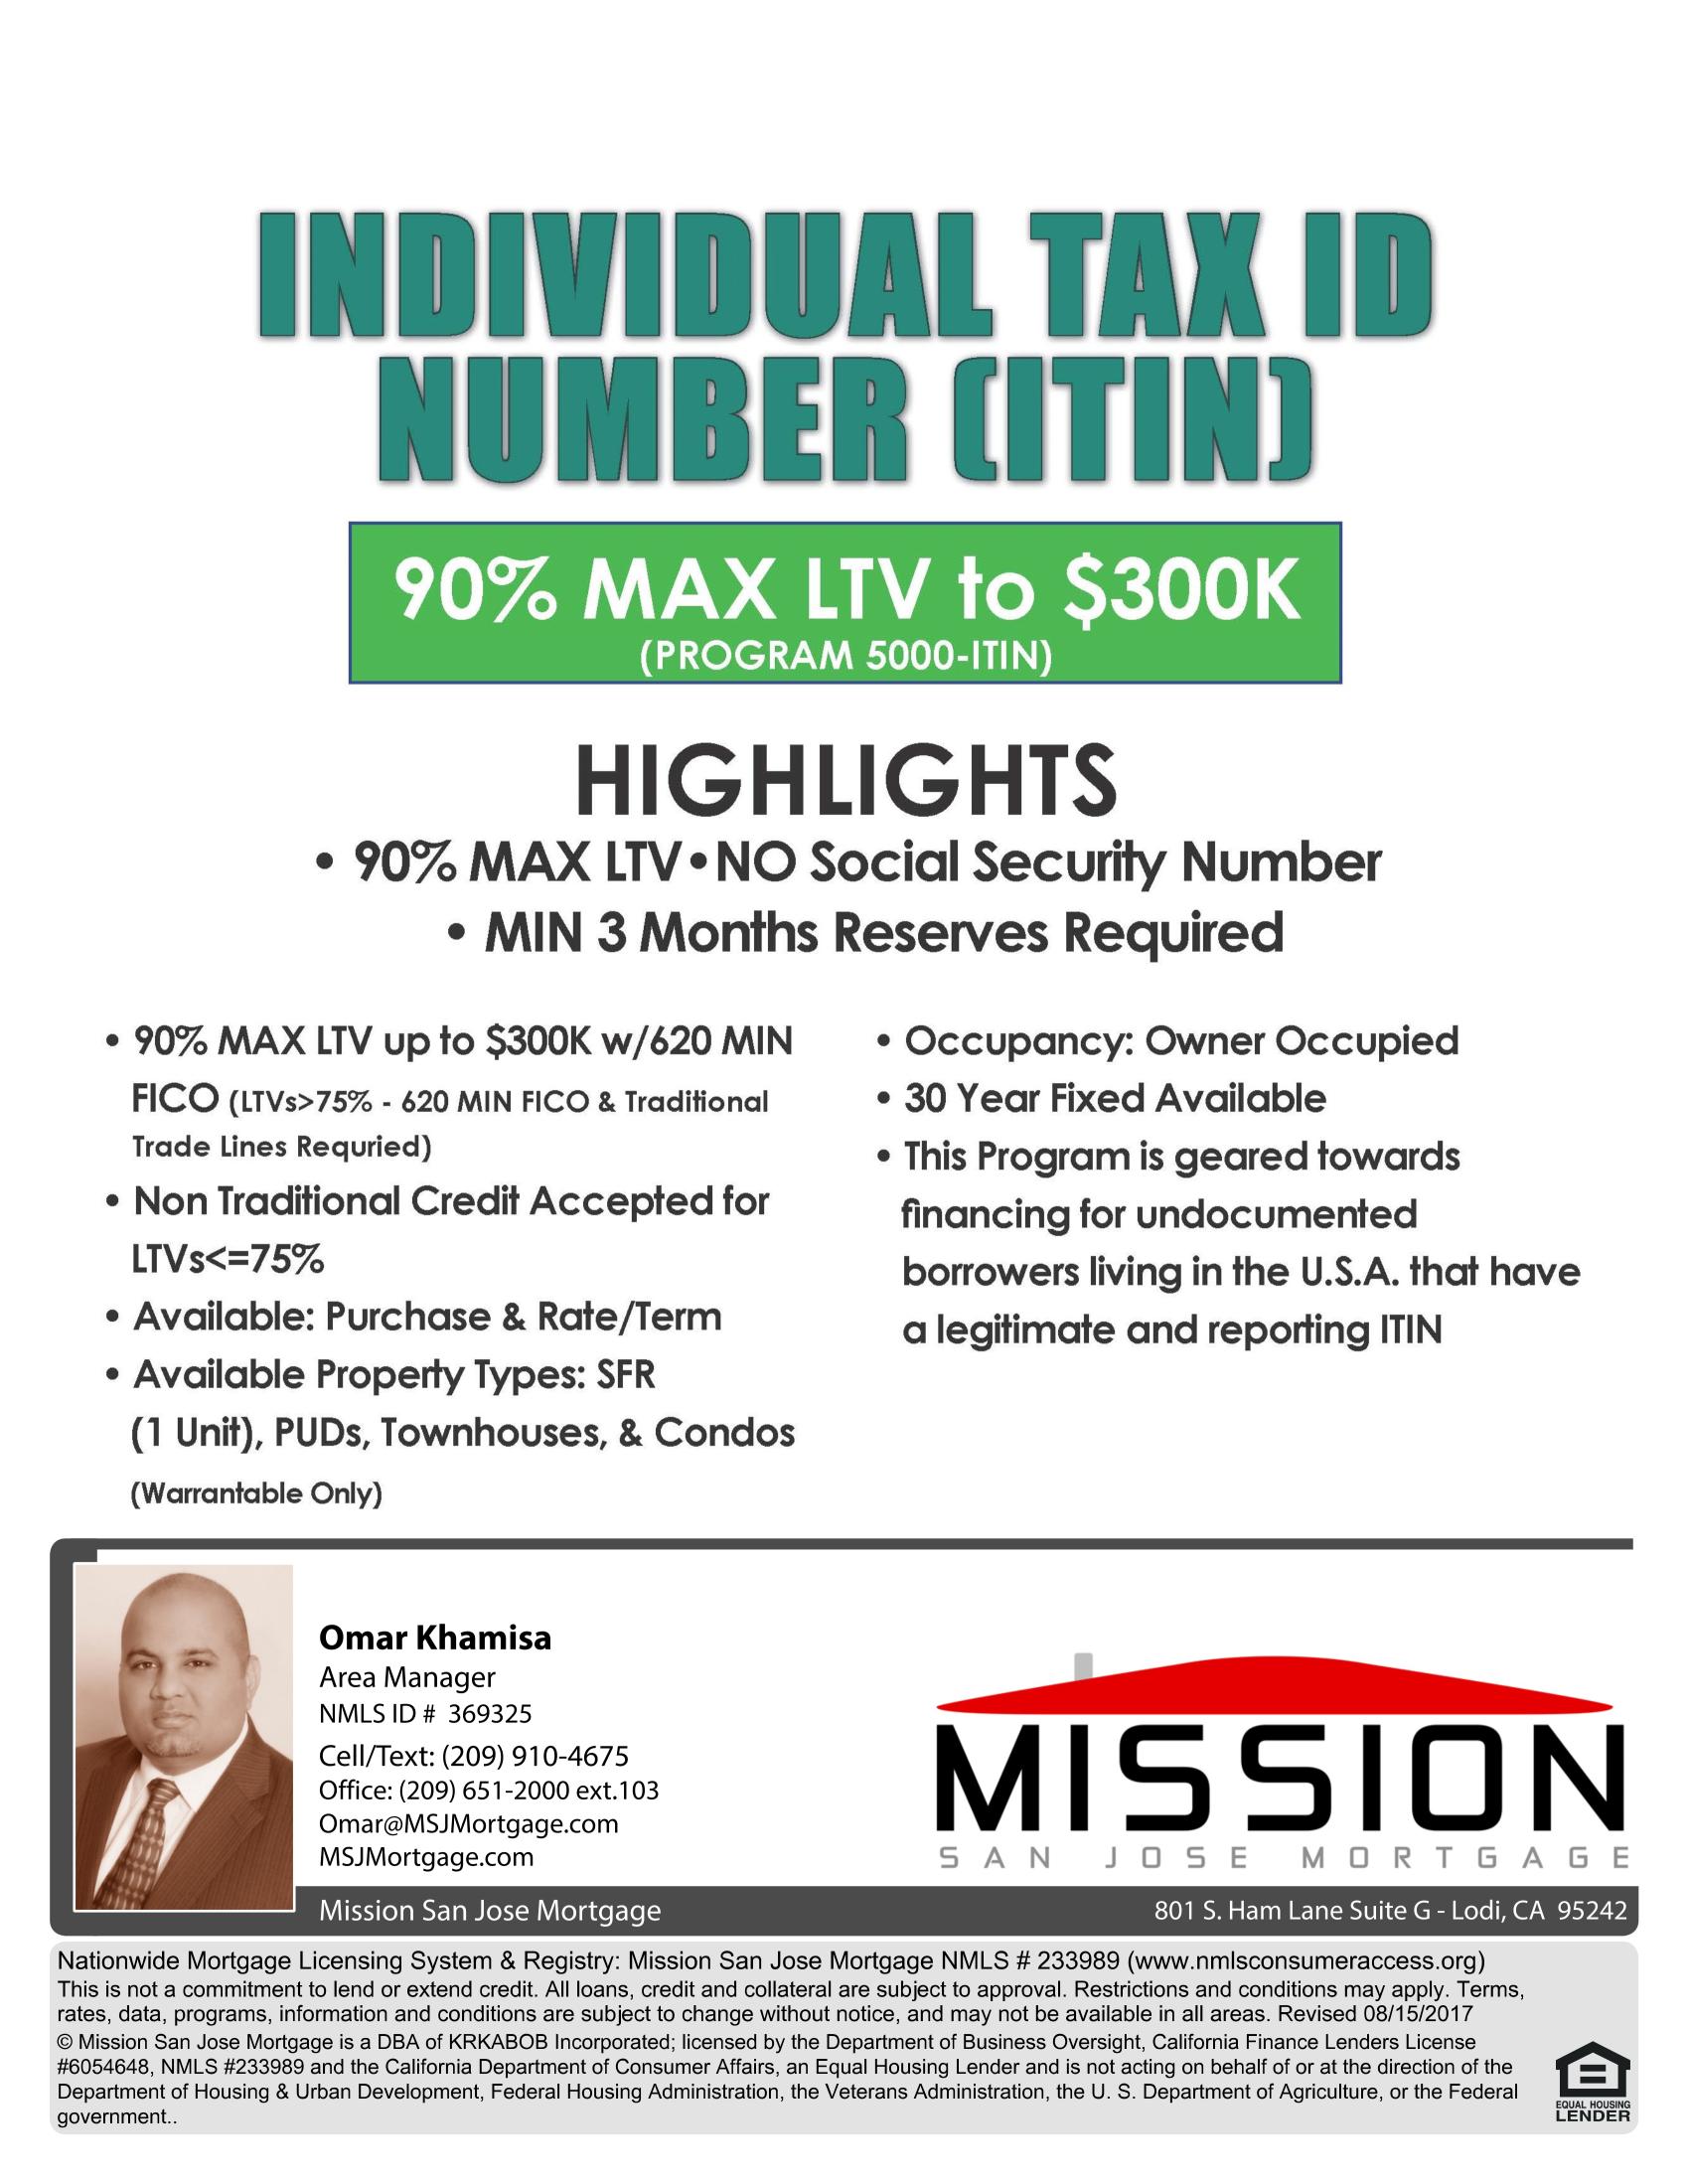 INDIVIDUAL TAX ID
NUMBER (ITIN)
90% MAX LTV to $300K
(PROGRAM 5000-ITIN)
HIGHLIGHTS
• 90% MAX LTV • NO Social Security Number
• MIN 3 Months Reserves Required
• 90% MAX LTV up to $300K w/620 MIN
FICO (LTVs>75% - 620 MIN FICO & Traditional
Trade Lines Requried)
• Non Traditional Credit Accepted for
LTVs<=75%
• Available: Purchase & Rate/Term
• Available Property Types: SFR
(1 Unit), PUDs, Townhouses, & Condos
(Warrantable Only)
• Occupancy: Owner Occupied
• 30 Year Fixed Available
• This Program is geared towards
financing for undocumented
borrowers living in the U.S.A. that have
a legitimate and reporting ITIN
Omar Khamisa
Area Manager
NMLS ID # 369325
Cell/Text: (209) 910-4675
Office: (209) 651-2000 ext.103
Omar@MSJMortgage.com
MSJMortgage.com
MISSION
SAN JOSE MORTGAGE
Mission San Jose Mortgage
801 S. Ham Lane Suite G - Lodi, CA 95242
Nationwide Mortgage Licensing System & Registry: Mission San Jose Mortgage NMLS # 233989 (www.nmlsconsumeraccess.org)
This is not a commitment to lend or extend credit. All loans, credit and collateral are subject to approval. Restrictions and conditions may apply. Terms,
rates, data, programs, information and conditions are subject to change without notice, and may not be available in all areas. Revised 08/15/2017
© Mission San Jose Mortgage is a DBA of KRKABOB Incorporated; licensed by the Department of Business Oversight, California Finance Lenders License
#6054648, NMLS #233989 and the California Department of Consumer Affairs, an Equal Housing Lender and is not acting on behalf of or at the direction of the
Department of Housing & Urban Development, Federal Housing Administration, the Veterans Administration, the U. S. Department of Agriculture, or the Federal
government..
EQUAL HOUSING
LENDER